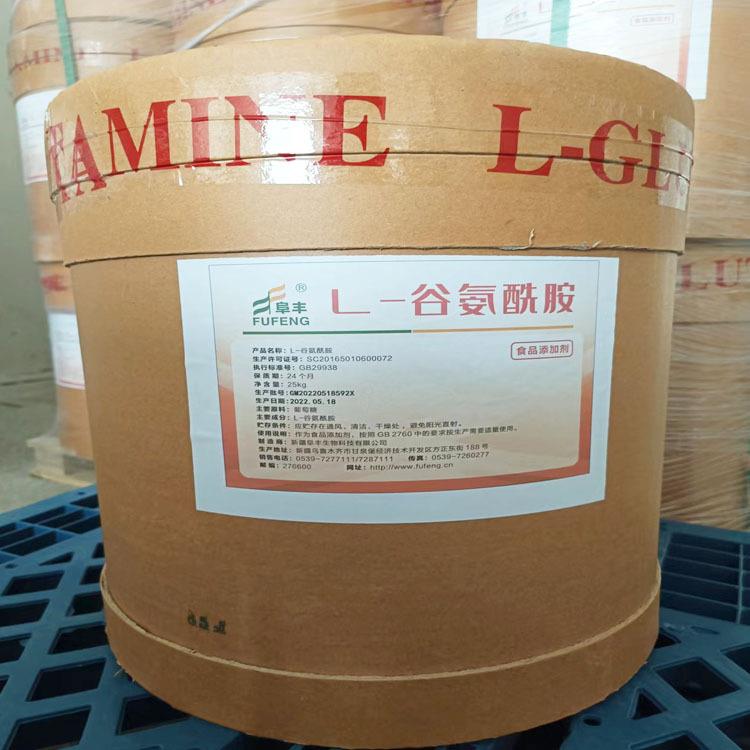 食品添加剂
TAMINE L-GLU
LUT
阜丰®
FUFENG
L-谷氨酰胺
食品添加剂
产品名称：L-谷氨酰胺
生产许可证号：SC20165010600072
执行标准号：GB29938
保质期：24个月
净含量：25kg
生产批号：GM20220518592X
生产日期：2022.05.18
主要原料：葡萄糖
主要成分：L-谷氨酰胺
贮存条件：应贮存在通风、清洁、干燥处，避免阳光直射。
使用说明：作为食品添加剂，按照GB 2760中的要求按生产需要适量使用。
制造商：新疆阜丰生物科技有限公司
生产地址：新疆乌鲁木齐市甘泉堡经济技术开发区方正东街188号
销售电话：0539-7277111/7287111 传真：0539-7260277
邮编：276600 网址：http://www.fufeng.cn